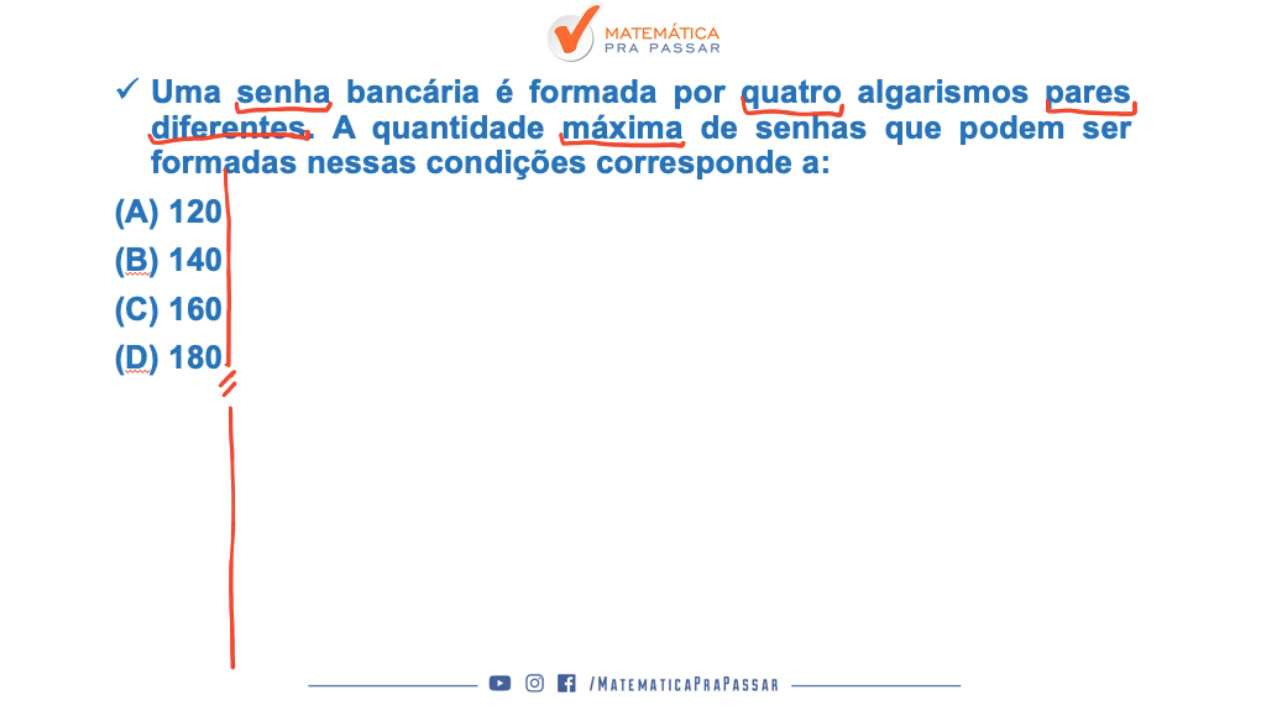 MATEMÁTICA
PRA PASSAR
✓ Uma senha bancária é formada por quatro algarismos pares
diferentes. A quantidade máxima de senhas que podem ser
formadas nessas condições corresponde a:
(A) 120
(B) 140
(C) 160
(D) 180
/MATEMATICAPRAPASSAR